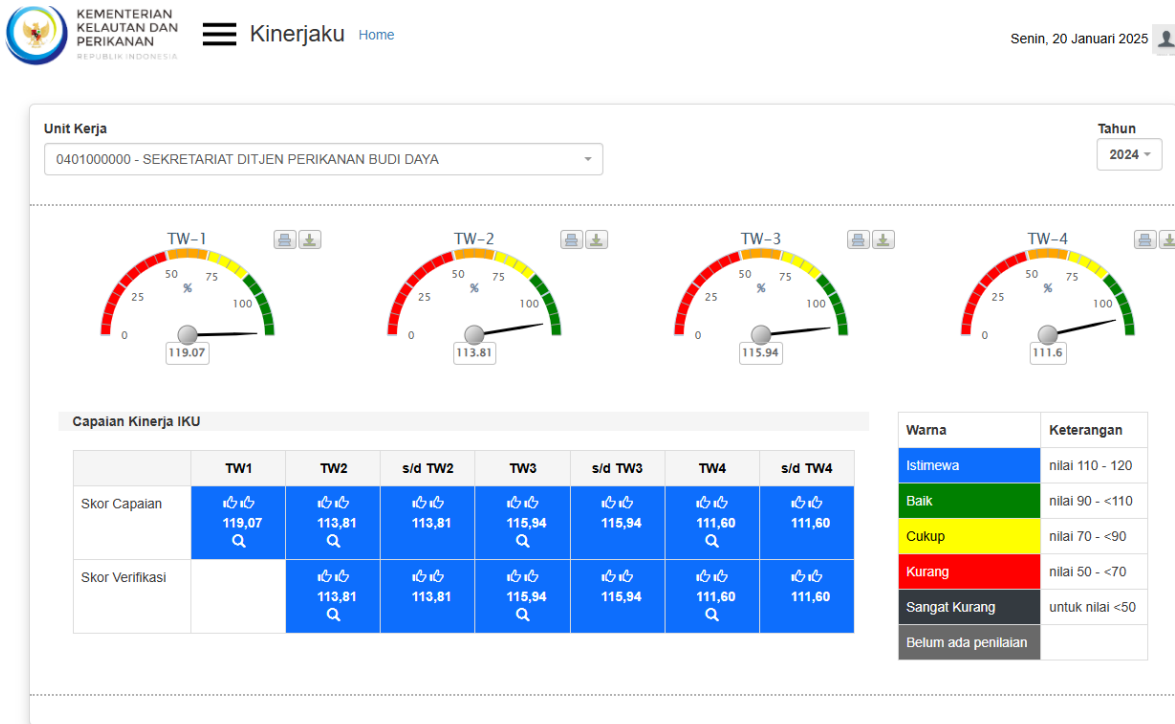 KEMENTERIAN
KELAUTAN DAN
PERIKANAN
REPUBLIK INDONESIA
Kinerjaku Home
Senin, 20 Januari 2025
Unit Kerja
Tahun
0401000000 - SEKRETARIAT DITJEN PERIKANAN BUDI DAYA
2024
TW-1
0 25 50 75 100
%
119.07
TW-2
0 25 50 75 100
%
113.81
TW-3
0 25 50 75 100
%
115.94
TW-4
0 25 50 75 100
%
111.6
Capaian Kinerja IKU
TW1 TW2 s/d TW2 TW3 s/d TW3 TW4 s/d TW4
Skor Capaian 119,07 113,81 113,81 115,94 115,94 111,60 111,60
Skor Verifikasi 113,81 113,81 115,94 115,94 111,60 111,60
Warna Keterangan
Istimewa nilai 110 - 120
Baik nilai 90 - <110
Cukup nilai 70 - <90
Kurang nilai 50 - <70
Sangat Kurang untuk nilai <50
Belum ada penilaian